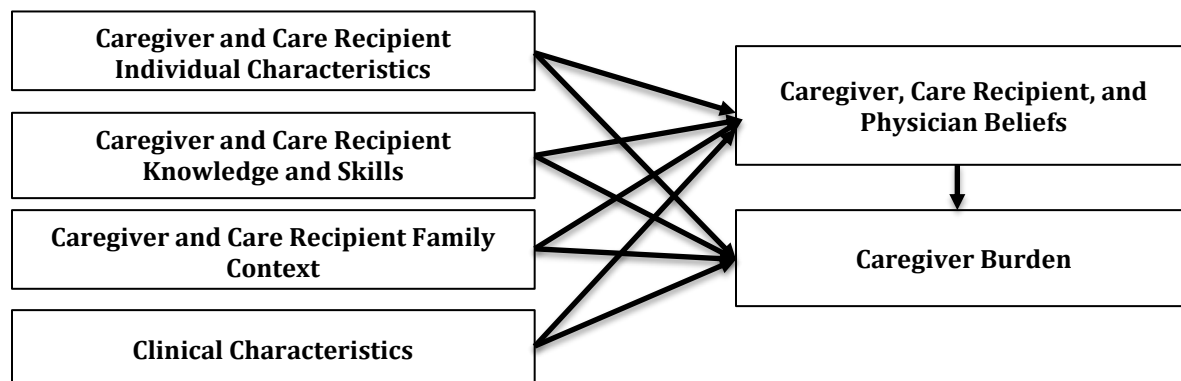 Caregiver and Care Recipient
Individual Characteristics
Caregiver and Care Recipient
Knowledge and Skills
Caregiver and Care Recipient Family
Context
Clinical Characteristics
Caregiver, Care Recipient, and
Physician Beliefs
Caregiver Burden